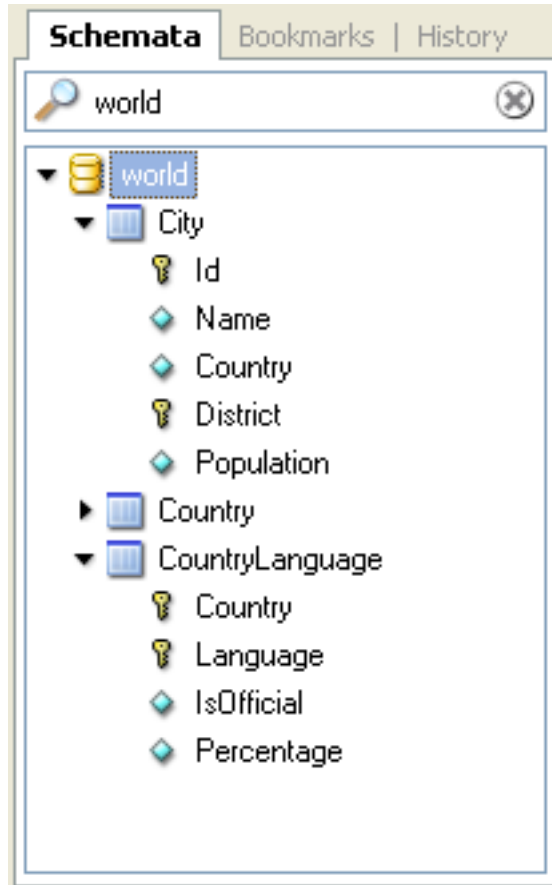 Schemata Bookmarks | History
world
world
City
Id
Name
Country
District
Population
Country
CountryLanguage
Country
Language
IsOfficial
Percentage